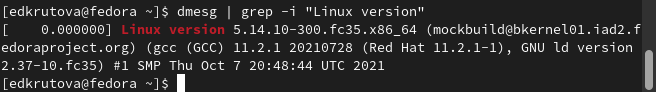 [edkrutova@fedora ~]$ dmesg | grep -i "Linux version"
[    0.000000] Linux version 5.14.10-300.fc35.x86_64 (mockbuild@bkernel01.iad2.f
edoraproject.org) (gcc (GCC) 11.2.1 20210728 (Red Hat 11.2.1-1), GNU ld version
2.37-10.fc35) #1 SMP Thu Oct 7 20:48:44 UTC 2021
[edkrutova@fedora ~]$